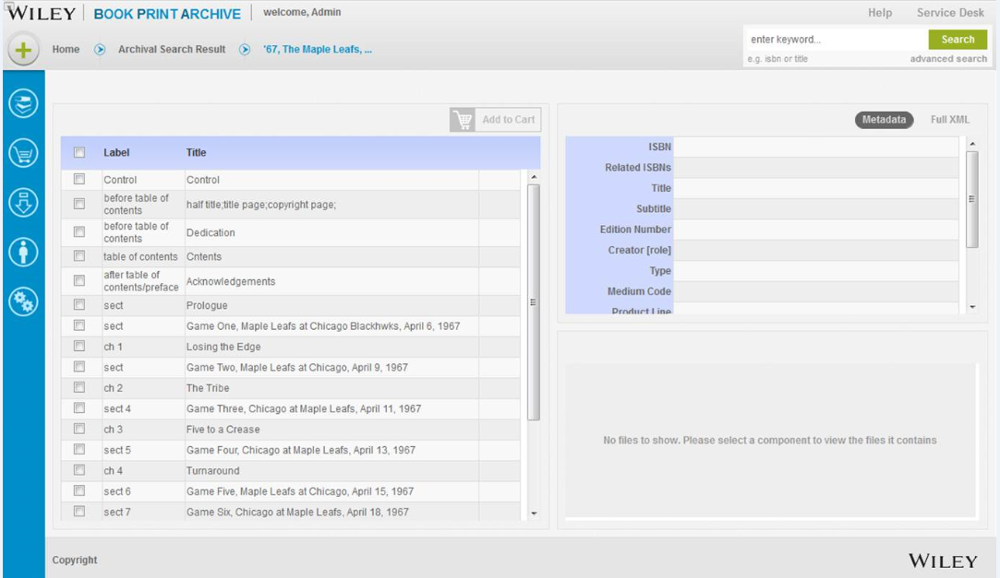 WILEY BOOK PRINT ARCHIVE welcome, Admin Help Service Desk
Home Archival Search Result '67, The Maple Leafs, ...
enter keyword... Search
e.g. isbn or title advanced search
Add to Cart
Label Title
Control Control
before table of contents half title;title page;copyright page;
before table of contents Dedication
table of contents Cntents
after table of contents/preface Acknowledgements
sect Prologue
sect Game One, Maple Leafs at Chicago Blackhwks, April 6, 1967
ch 1 Losing the Edge
sect Game Two, Maple Leafs at Chicago, April 9, 1967
ch 2 The Tribe
sect 4 Game Three, Chicago at Maple Leafs, April 11, 1967
ch 3 Five to a Crease
sect 5 Game Four, Chicago at Maple Leafs, April 13, 1967
ch 4 Turnaround
sect 6 Game Five, Maple Leafs at Chicago, April 15, 1967
sect 7 Game Six, Chicago at Maple Leafs, April 18, 1967
Metadata Full XML
ISBN
Related ISBNs
Title
Subtitle
Edition Number
Creator [role]
Type
Medium Code
Product Line
No files to show. Please select a component to view the files it contains
Copyright WILEY